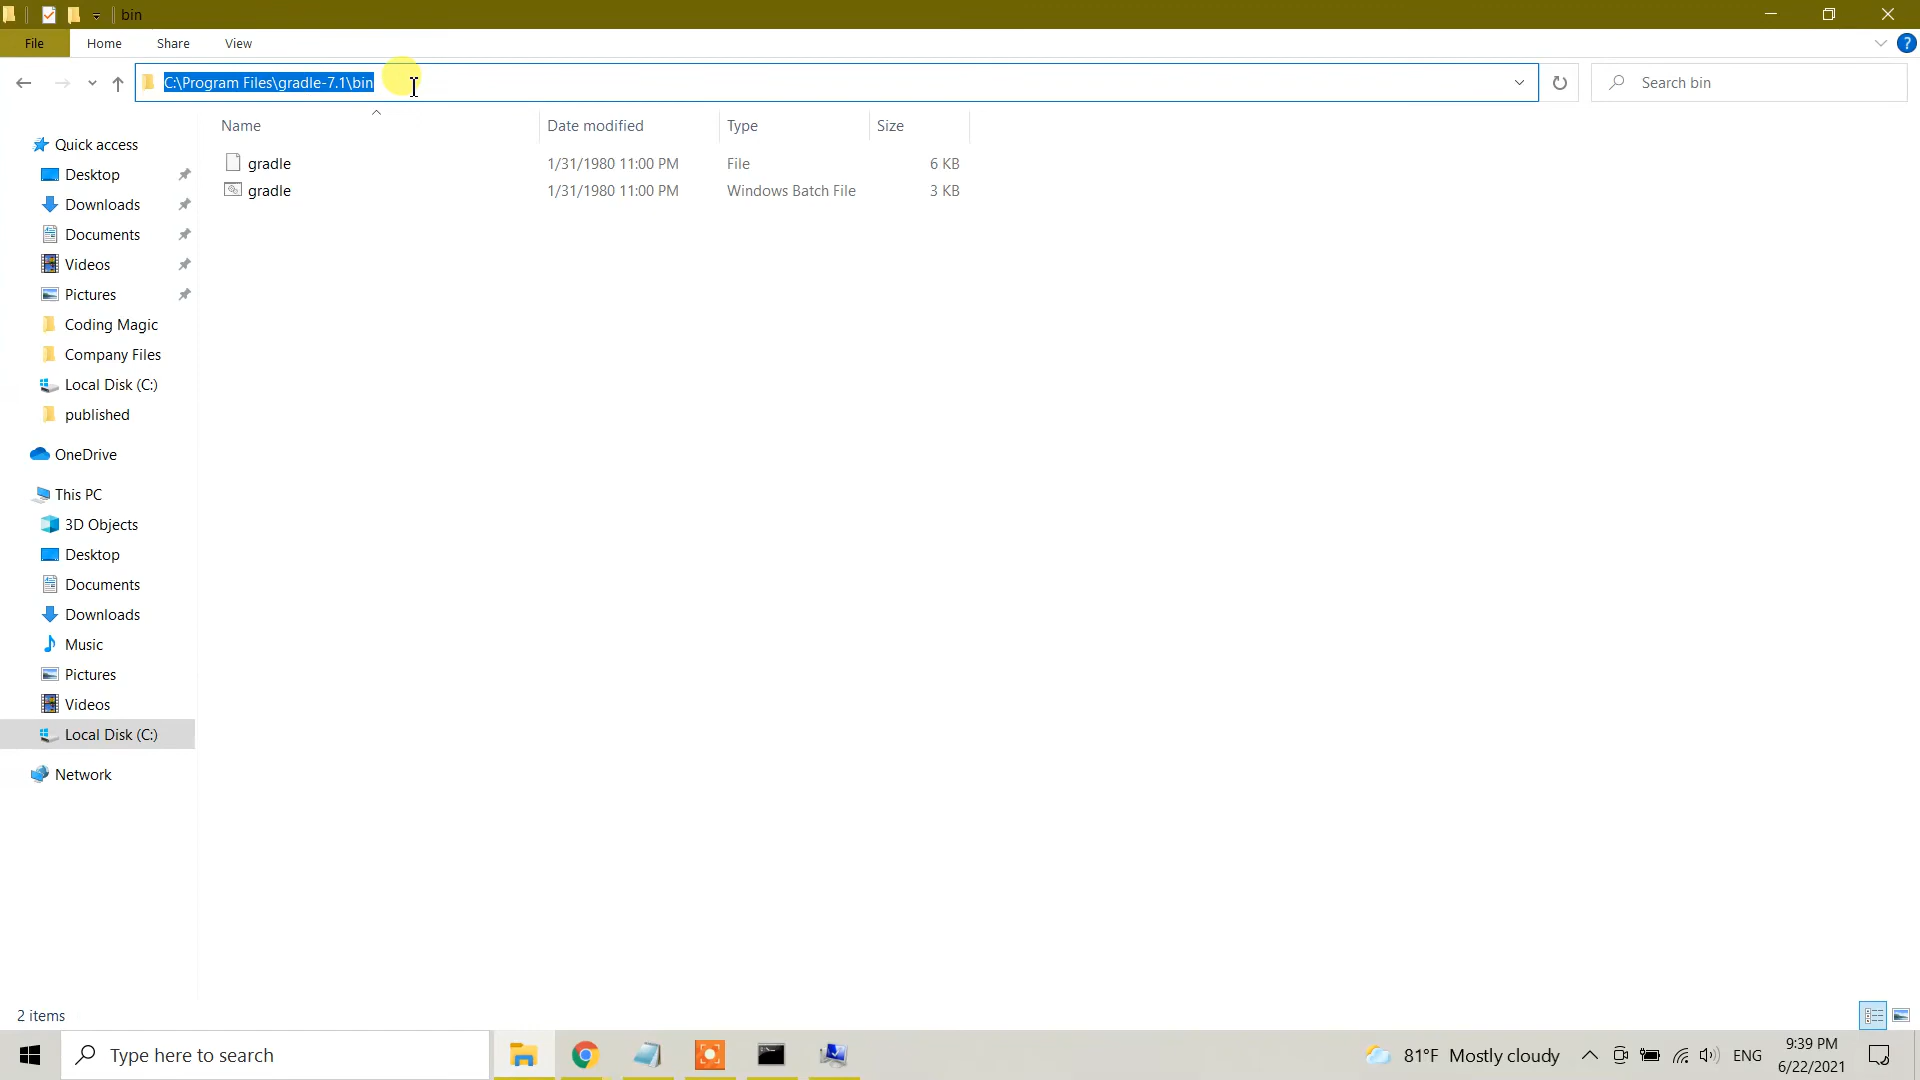 bin
File Home Share View
?
C:\Program Files\gradle-7.1\bin
Search bin
Name Date modified Type Size
gradle 1/31/1980 11:00 PM File 6 KB
gradle 1/31/1980 11:00 PM Windows Batch File 3 KB
Quick access
Desktop
Downloads
Documents
Videos
Pictures
Coding Magic
Company Files
Local Disk (C:)
published
OneDrive
This PC
3D Objects
Desktop
Documents
Downloads
Music
Pictures
Videos
Local Disk (C:)
Network
2 items
Type here to search
81°F Mostly cloudy
ENG
9:39 PM
6/22/2021